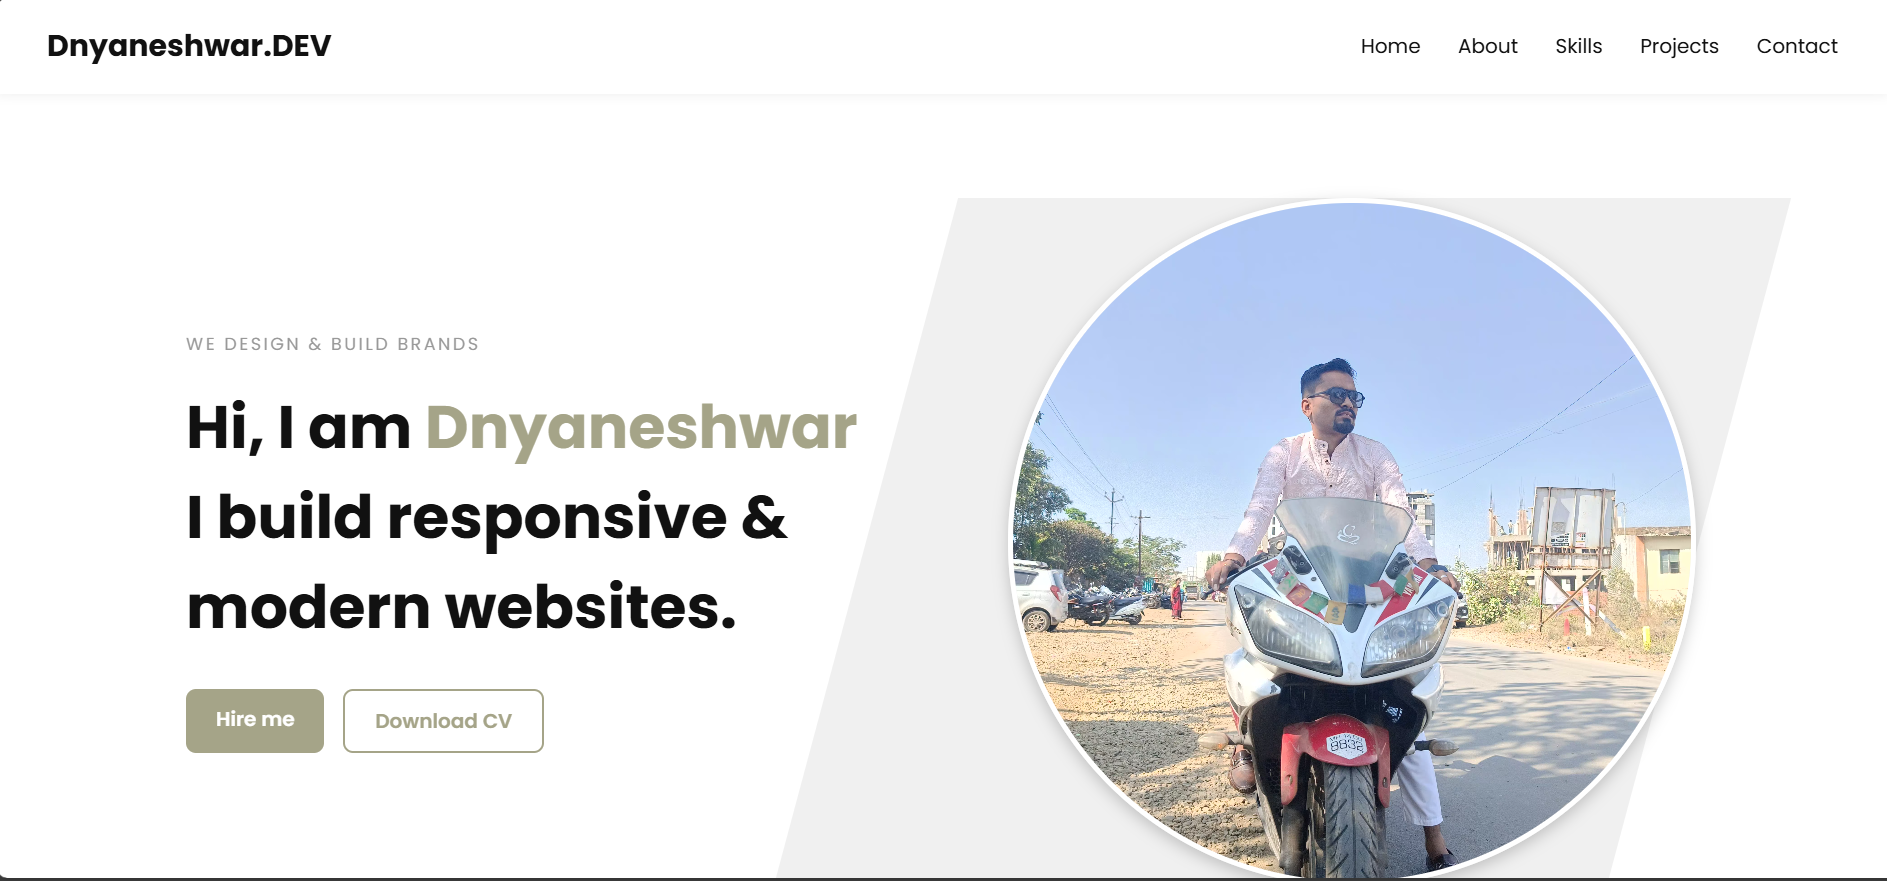 Dnyaneshwar.DEV
Home About Skills Projects Contact
WE DESIGN & BUILD BRANDS
Hi, I am Dnyaneshwar
I build responsive &
modern websites.
Hire me
Download CV
8832